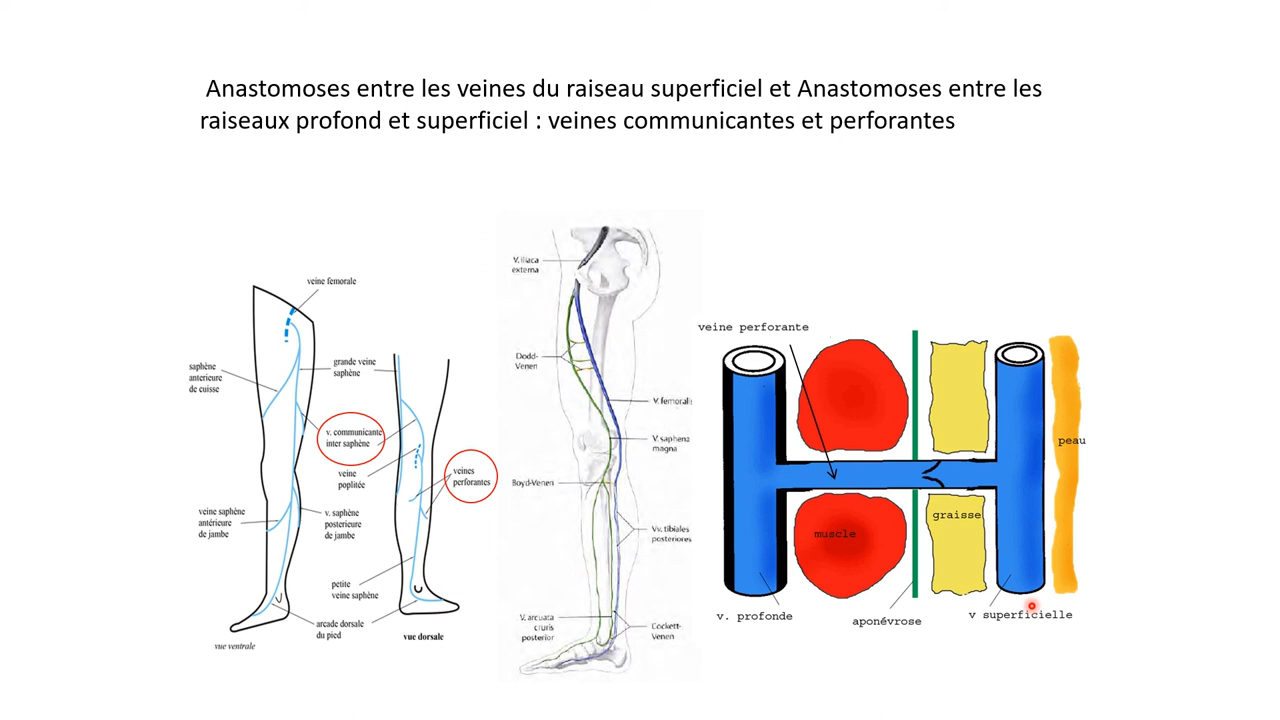 Anastomoses entre les veines du raiseau superficiel et Anastomoses entre les
raiseaux profond et superficiel : veines communicantes et perforantes
veine femorale
saphène
anterieure
de cuisse
grande veine
saphène
v. communicante
inter saphène
veine
poplitée
veines
perforantes
veine saphène
antérieure
de jambe
v. saphène
posterieure
de jambe
petite
veine saphène
arcade dorsale
du pied
vue ventrale
vue dorsale
V. iliaca
externa
Dodd-
Venen
V. femoralis
V. saphena
magna
Boyd-Venen
Vv. tibiales
posteriores
V. arcuata
cruris
posterior
Cockett-
Venen
veine perforante
peau
graisse
muscle
v. profonde
aponévrose
v superficielle